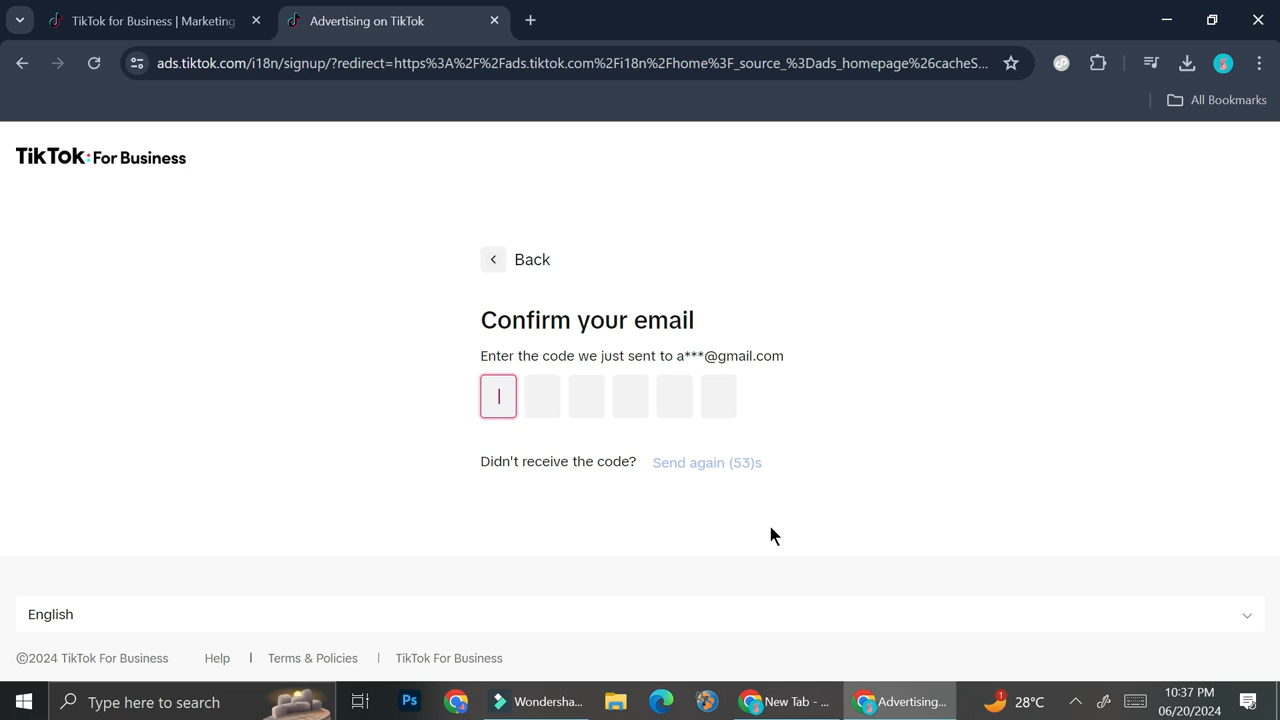 TikTok for Business | Marketing
Advertising on TikTok
ads.tiktok.com/i18n/signup/?redirect=https%3A%2F%2Fads.tiktok.com%2Fi18n%2Fhome%3F_source_%3Dads_homepage%26cacheS...
All Bookmarks
TikTok: For Business
Back
Confirm your email
Enter the code we just sent to a***@gmail.com
Didn't receive the code? Send again (53)s
English
©2024 TikTok For Business Help | Terms & Policies | TikTok For Business
Type here to search
Ps
Wondersha...
New Tab - ...
Advertising...
1
28°C
10:37 PM
06/20/2024